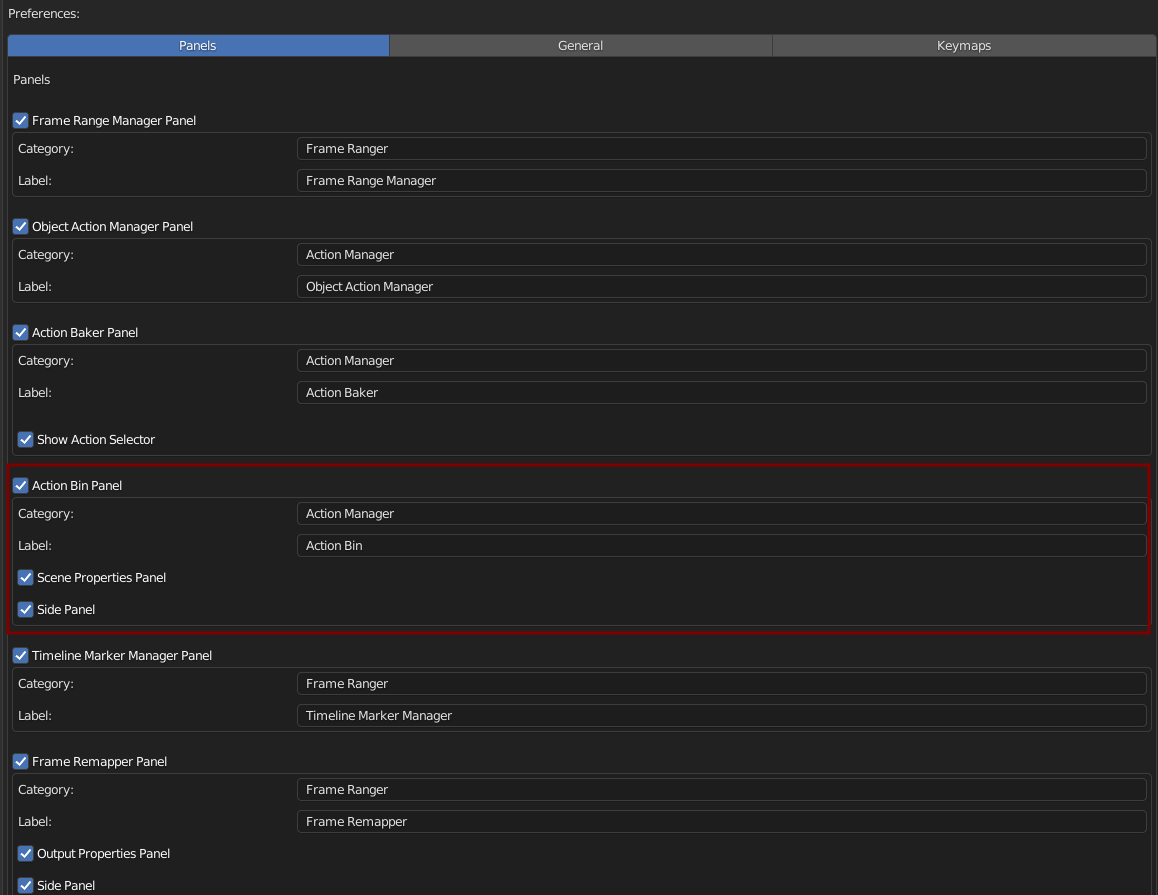 Preferences:
Panels General Keymaps
Panels
Frame Range Manager Panel
Category: Frame Ranger
Label: Frame Range Manager
Object Action Manager Panel
Category: Action Manager
Label: Object Action Manager
Action Baker Panel
Category: Action Manager
Label: Action Baker
Show Action Selector
Action Bin Panel
Category: Action Manager
Label: Action Bin
Scene Properties Panel
Side Panel
Timeline Marker Manager Panel
Category: Frame Ranger
Label: Timeline Marker Manager
Frame Remapper Panel
Category: Frame Ranger
Label: Frame Remapper
Output Properties Panel
Side Panel